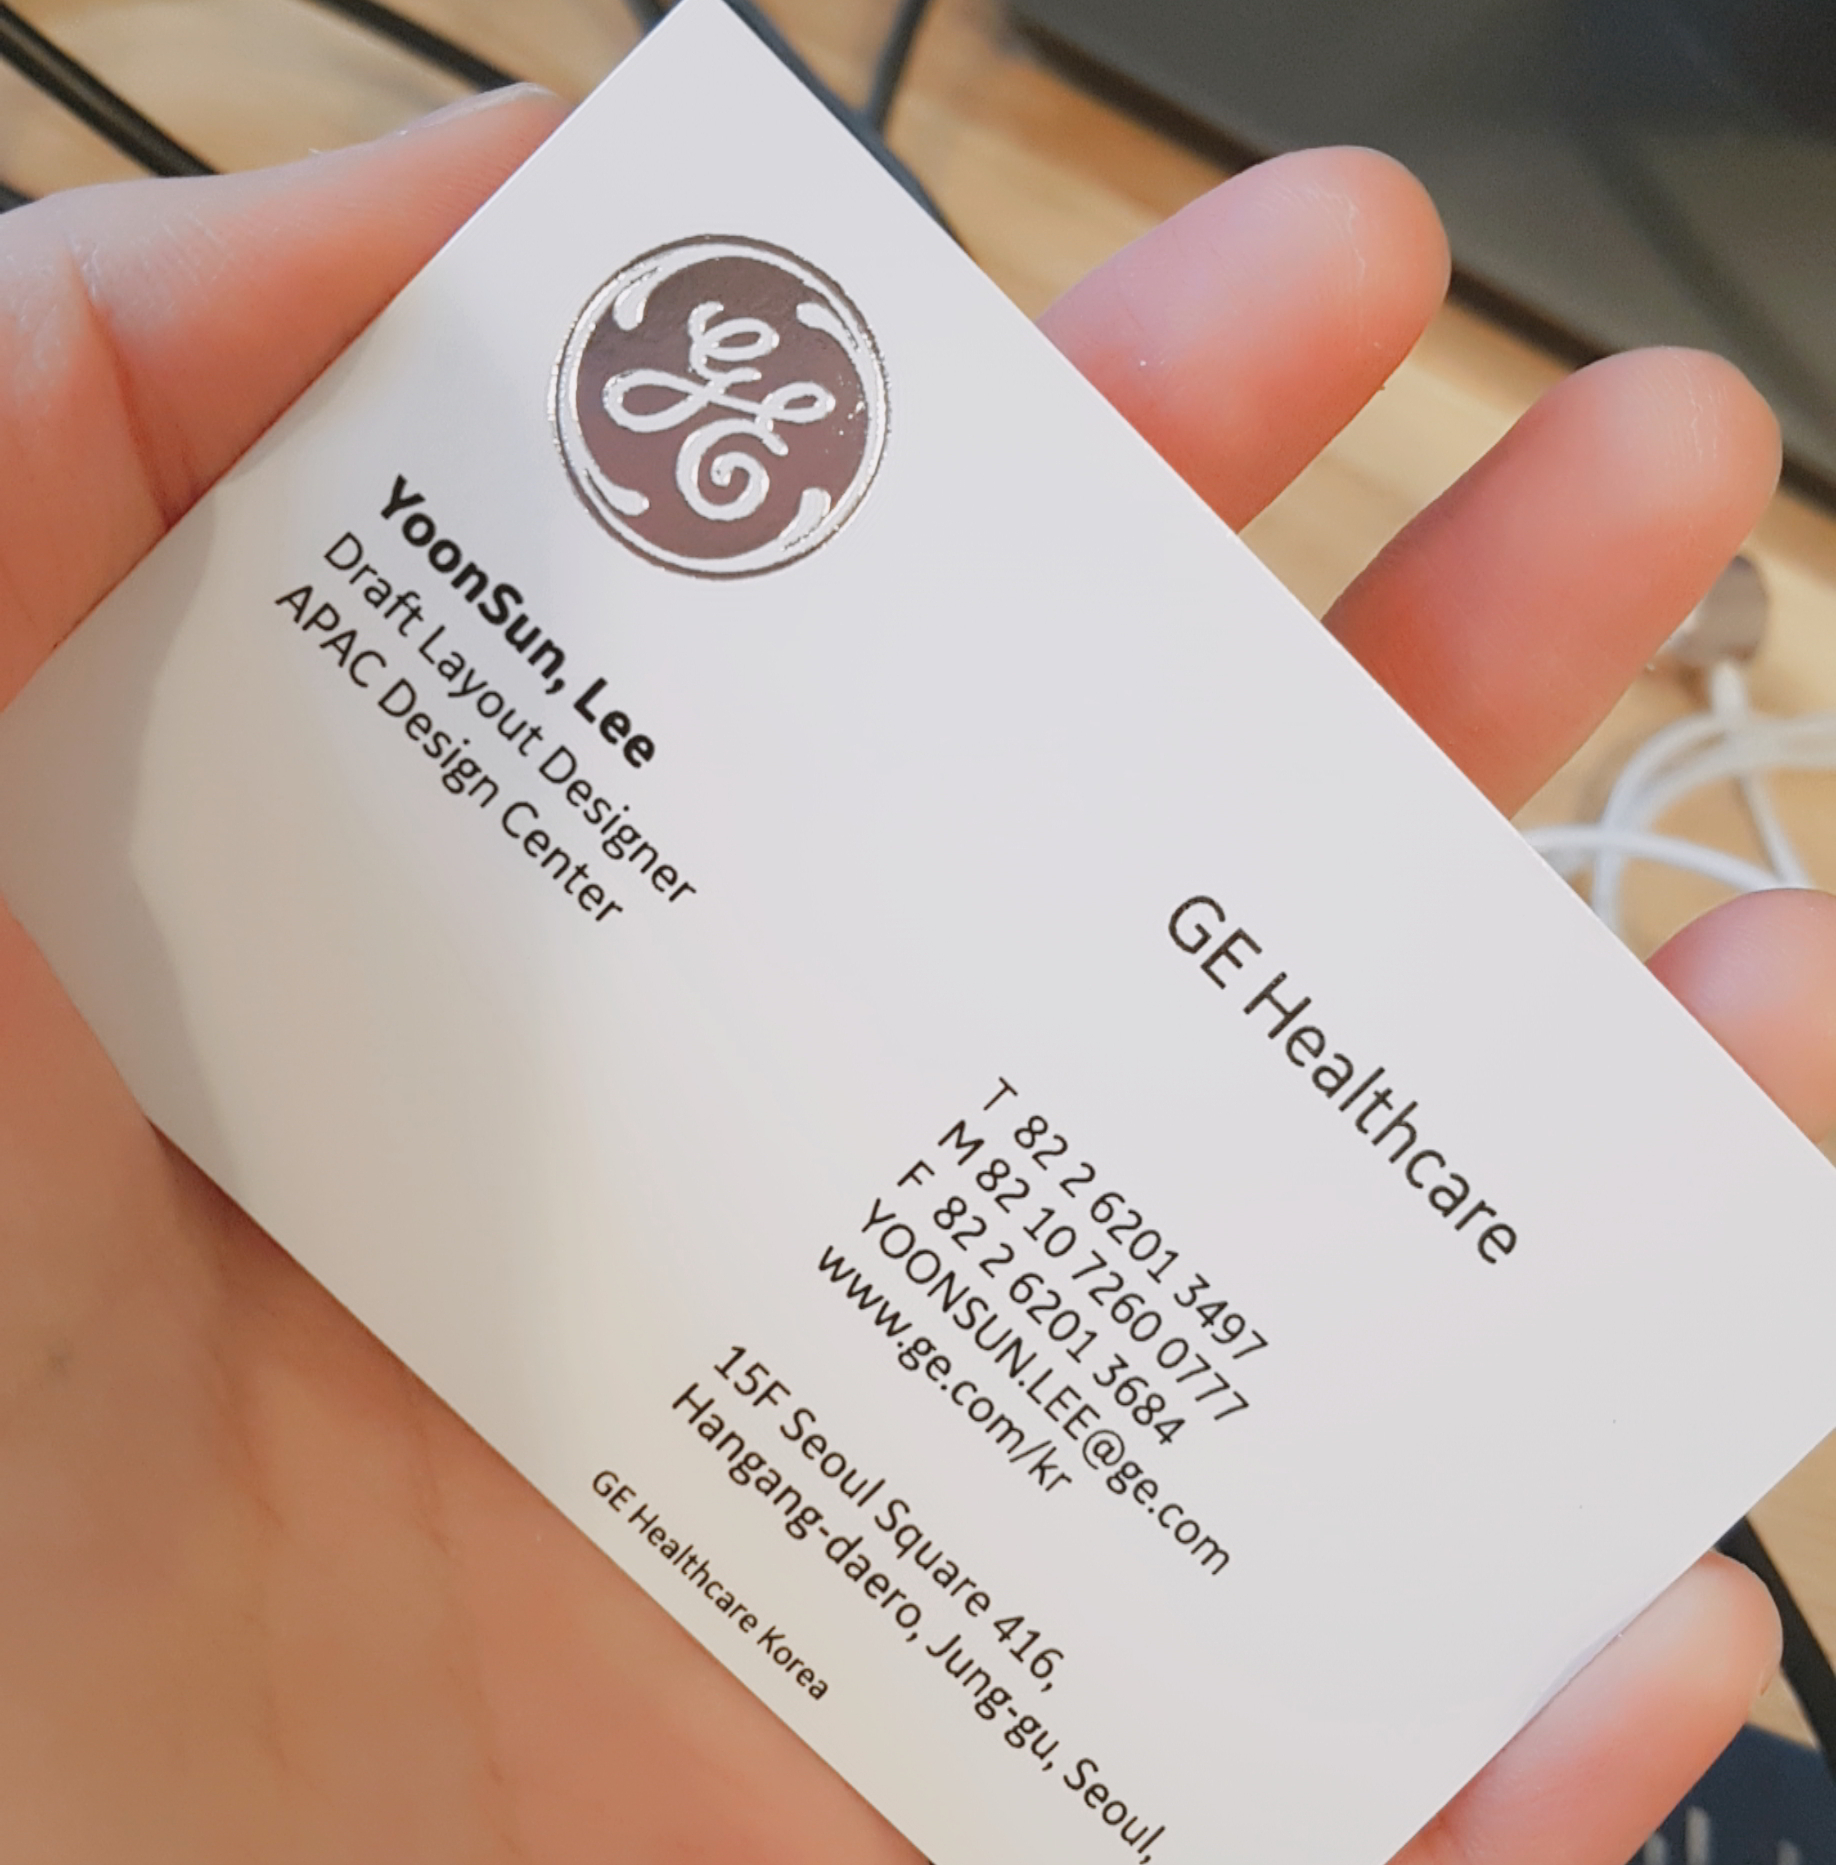 GE
YoonSun, Lee
Draft Layout Designer
APAC Design Center
GE Healthcare
T 82 2 6201 3497
M 82 10 7260 0777
F 82 2 6201 3684
YOONSUN.LEE@ge.com
www.ge.com/kr
15F Seoul Square 416,
Hangang-daero, Jung-gu, Seoul,
GE Healthcare Korea